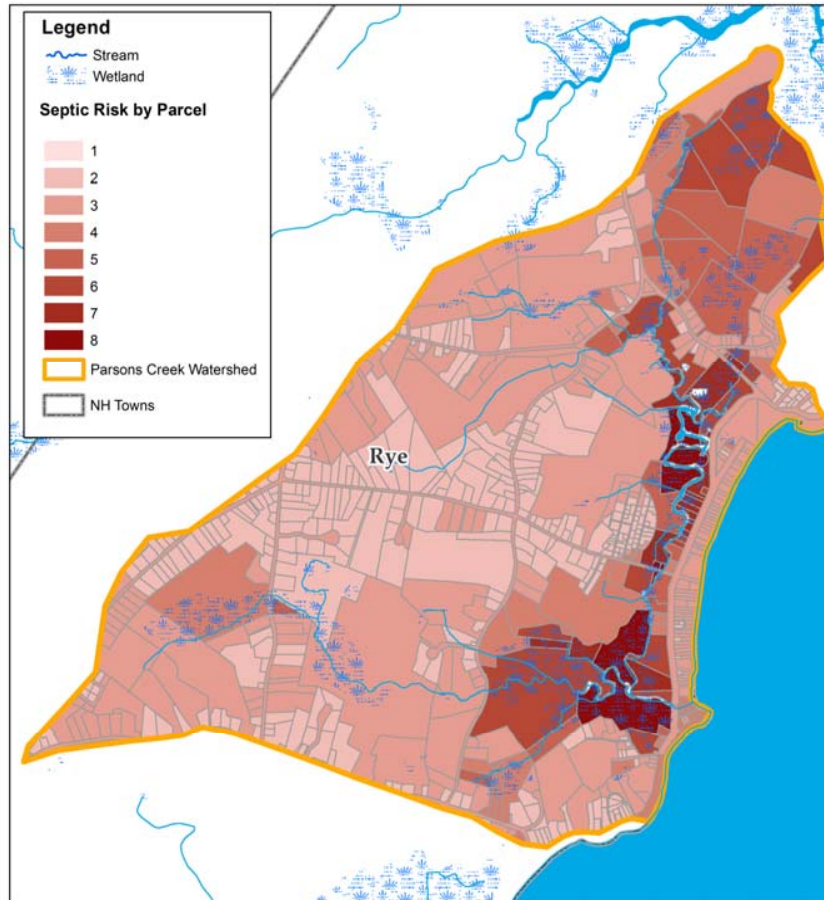 Legend
Stream
Wetland
Septic Risk by Parcel
1
2
3
4
5
6
7
8
Parsons Creek Watershed
NH Towns
Rye